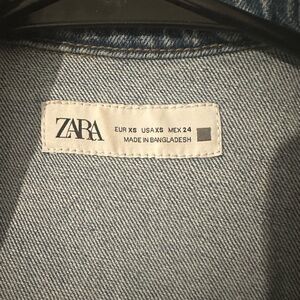 ZARA
EUR XS USA XS MEX 24
MADE IN BANGLADESH